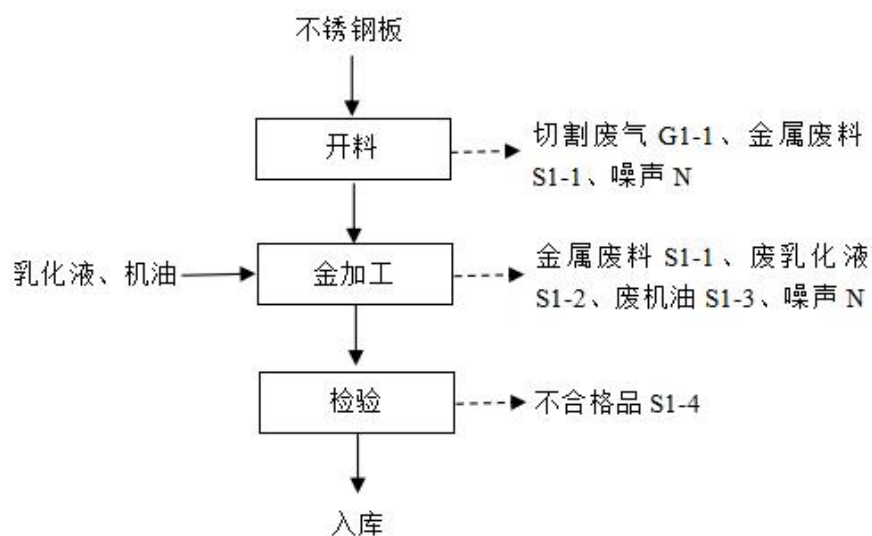 不锈钢板
开料
切割废气 G1-1、金属废料
S1-1、噪声 N
乳化液、机油
金加工
金属废料 S1-1、废乳化液
S1-2、废机油 S1-3、噪声 N
检验
不合格品 S1-4
入库